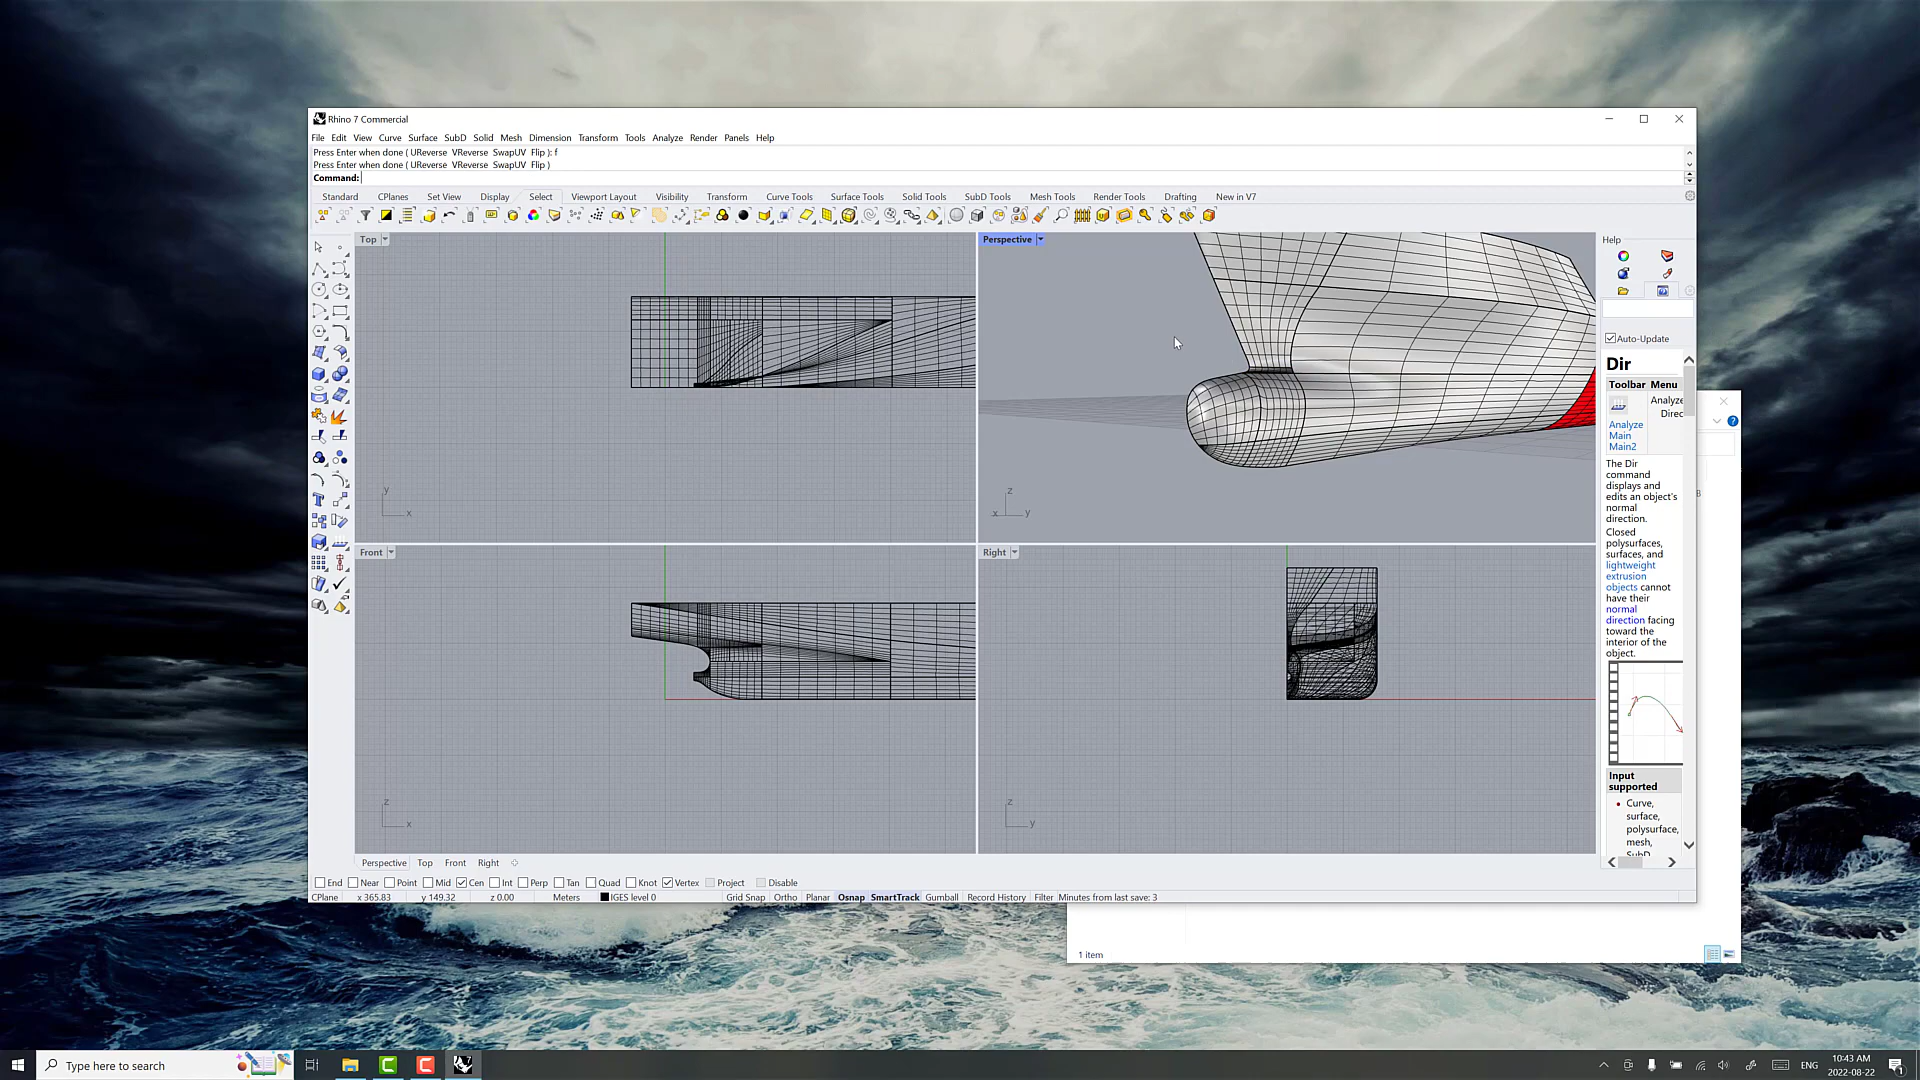 Rhino 7 Commercial
File Edit View Curve Surface SubD Solid Mesh Dimension Transform Tools Analyze Render Panels Help
Press Enter when done ( UReverse VReverse SwapUV Flip ): f
Press Enter when done ( UReverse VReverse SwapUV Flip )
Command:
Standard CPlanes Set View Display Select Viewport Layout Visibility Transform Curve Tools Surface Tools Solid Tools SubD Tools Mesh Tools Render Tools Drafting New in V7
Top
y
x
Perspective
z
x y
Front
z
x
Right
z
y
Help
Auto-Update
Dir
Toolbar Menu
Analyze
Direc
Analyze
Main
Main2
The Dir
command
displays and
edits an object's
normal
direction.
Closed
polysurfaces,
surfaces, and
lightweight
extrusion
objects cannot
have their
normal
direction facing
toward the
interior of the
object.
Input
supported
Curve,
surface,
polysurface,
mesh,
SubD
Perspective Top Front Right
End Near Point Mid Cen Int Perp Tan Quad Knot Vertex Project Disable
CPlane x 365.83 y 149.32 z 0.00 Meters IGES level 0 Grid Snap Ortho Planar Osnap SmartTrack Gumball Record History Filter Minutes from last save: 3
B
1 item
Type here to search
ENG
10:43 AM
2022-08-22
1